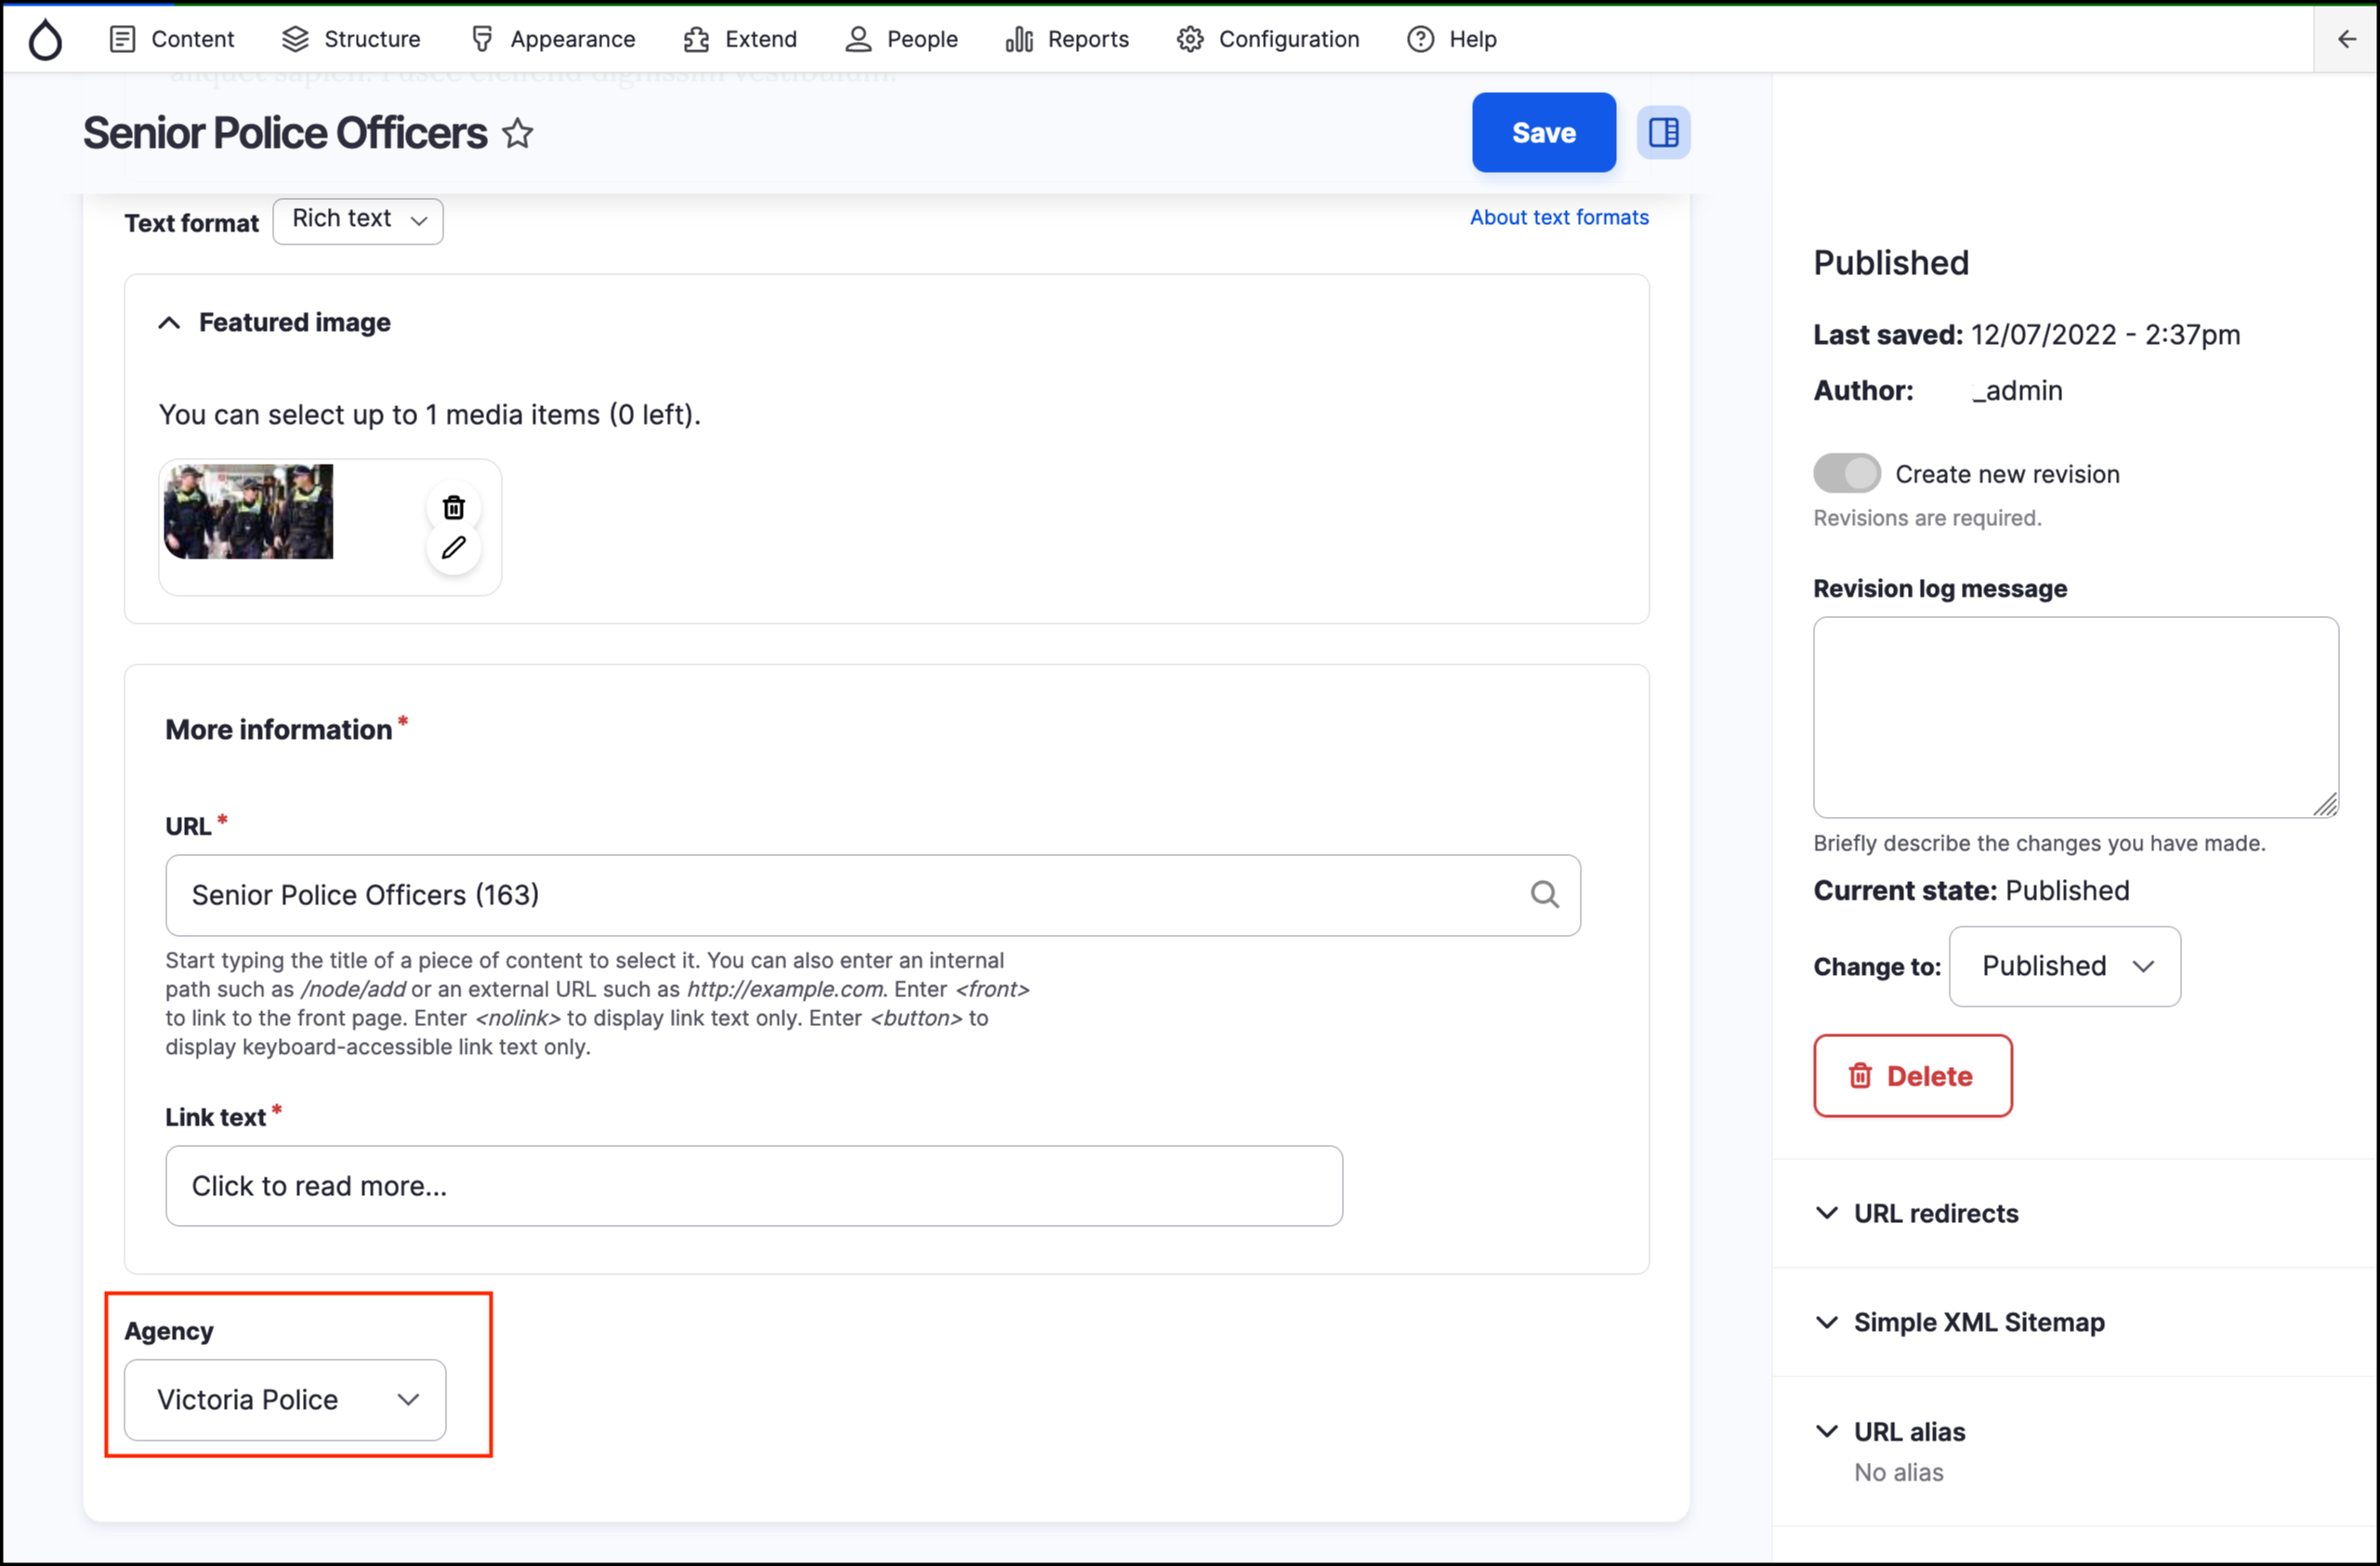 Content Structure Appearance Extend People Reports Configuration Help
aliquet sapien. Fusce eleifend dignissim vestibulum.
Senior Police Officers
Save
Text format Rich text
About text formats
Featured image
You can select up to 1 media items (0 left).
More information *
URL *
Senior Police Officers (163)
Start typing the title of a piece of content to select it. You can also enter an internal
path such as /node/add or an external URL such as http://example.com. Enter <front>
to link to the front page. Enter <nolink> to display link text only. Enter <button> to
display keyboard-accessible link text only.
Link text *
Click to read more...
Agency
Victoria Police
Published
Last saved: 12/07/2022 - 2:37pm
Author: _admin
Create new revision
Revisions are required.
Revision log message
Briefly describe the changes you have made.
Current state: Published
Change to: Published
Delete
URL redirects
Simple XML Sitemap
URL alias
No alias